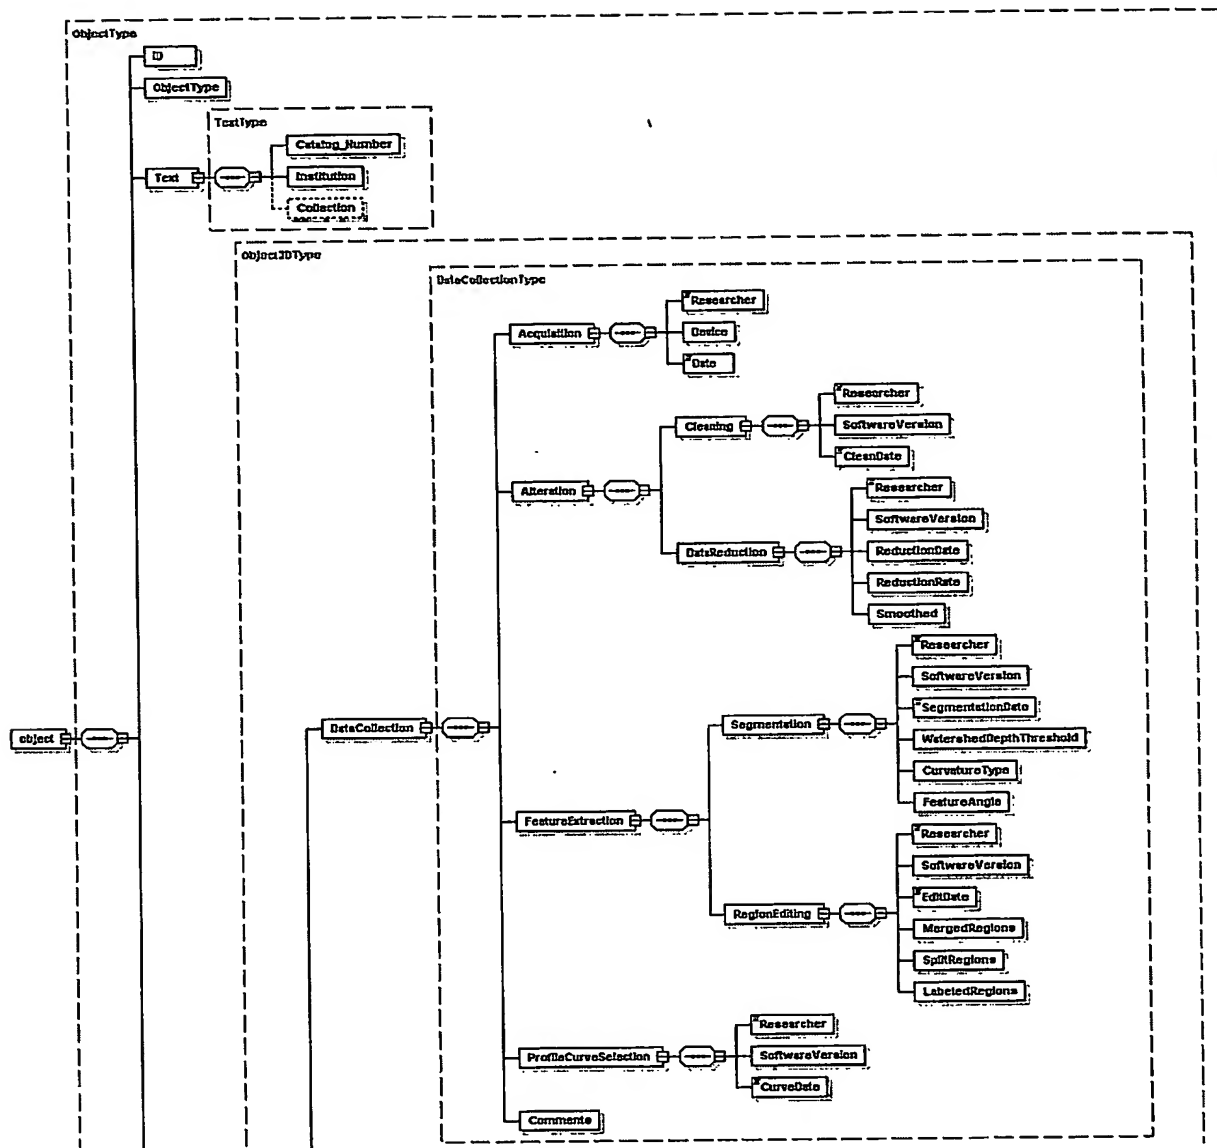 ObjectType
ID
ObjectType
TextType
Catalog_Number
Text
Institution
Collection
Object3DType
DataCollectionType
Researcher
Acquisition
Device
Date
Researcher
Cleaning
SoftwareVersion
CleanDate
Alteration
Researcher
SoftwareVersion
DataReduction
ReductionDate
ReductionRate
Smoothed
Researcher
SoftwareVersion
SegmentationDate
object
DataCollection
Segmentation
WatershedDepthThreshold
CurvatureType
FeatureAngle
FeatureExtraction
Researcher
SoftwareVersion
EditDate
RegionEditing
MergedRegions
SplitRegions
LabeledRegions
Researcher
ProfileCurveSelection
SoftwareVersion
CurveDate
Comments